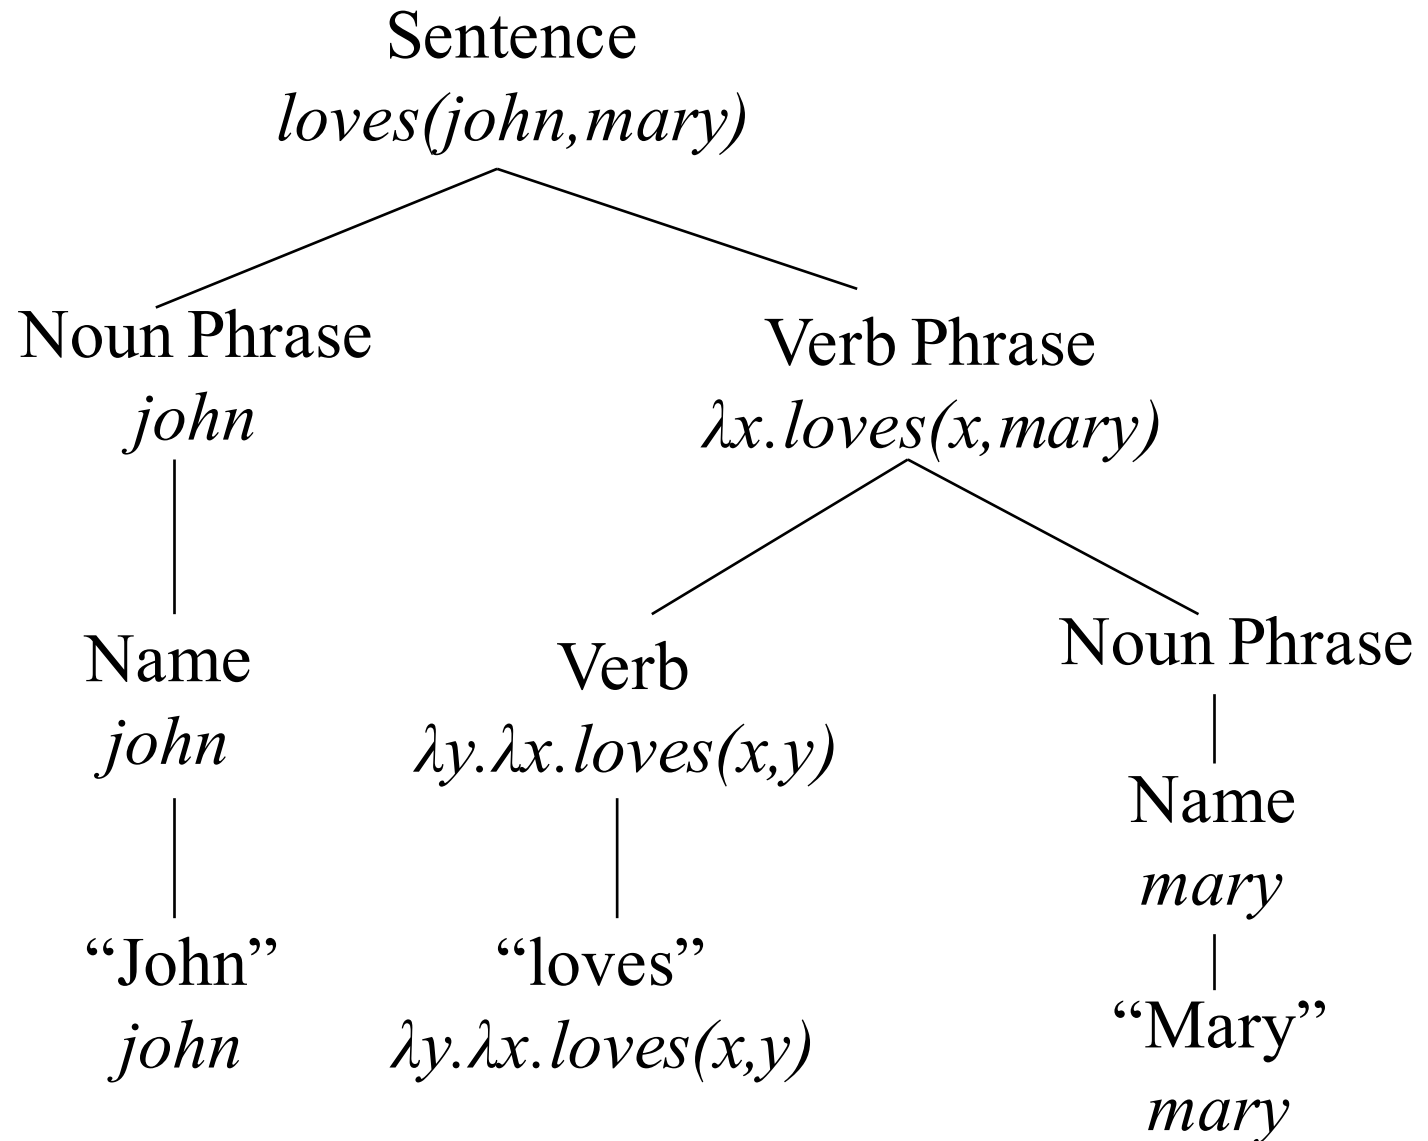 Sentence
loves(john,mary)
Noun Phrase
john
Verb Phrase
λx.loves(x,mary)
Name
john
Verb
λy.λx.loves(x,y)
Noun Phrase
Name
mary
“John”
john
“loves”
λy.λx.loves(x,y)
“Mary”
mary